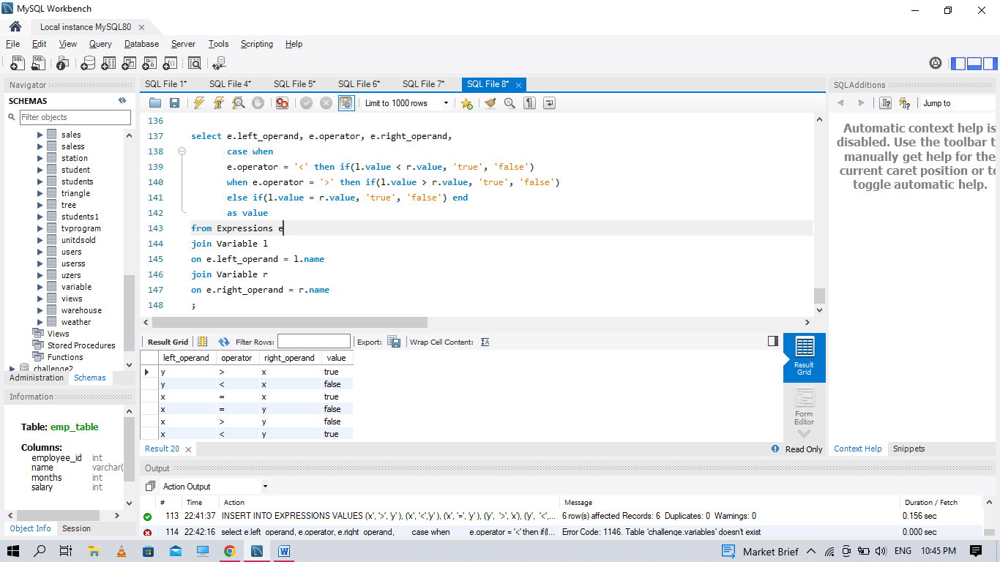 MySQL Workbench
Local instance MySQL80
File Edit View Query Database Server Tools Scripting Help
Navigator
SCHEMAS
Filter objects
sales
saless
station
student
students
triangle
tree
students1
tvprogram
unitdsold
users
userss
uzers
variable
views
warehouse
weather
Views
Stored Procedures
Functions
challenge2
Administration Schemas
Information
Table: emp_table
Columns:
employee_id int
name varchar(
months int
salary int
Object Info Session
SQL File 1* SQL File 4* SQL File 5* SQL File 6* SQL File 7* SQL File 8*
Limit to 1000 rows
136
137 select e.left_operand, e.operator, e.right_operand,
138 case when
139 e.operator = '<' then if(l.value < r.value, 'true', 'false')
140 when e.operator = '>' then if(l.value > r.value, 'true', 'false')
141 else if(l.value = r.value, 'true', 'false') end
142 as value
143 from Expressions e
144 join Variable l
145 on e.left_operand = l.name
146 join Variable r
147 on e.right_operand = r.name
148 ;
Result Grid Filter Rows: Export: Wrap Cell Content:
left_operand operator right_operand value
y > x true
y < x false
x = x true
x = y false
x > y false
x < y true
Result Grid
Form Editor
Result 20
Read Only
SQLAdditions
Jump to
Automatic context help is
disabled. Use the toolbar t
manually get help for the
current caret position or to
toggle automatic help.
Context Help Snippets
Output
Action Output
# Time Action Message Duration / Fetch
113 22:41:37 INSERT INTO EXPRESSIONS VALUES (x', '>', y' ), (x', '<',y' ), (x', '=', y' ), (y', '>', x'), (y', '<',... 6 row(s) affected Records: 6 Duplicates: 0 Warnings: 0 0.156 sec
114 22:42:16 select e.left_operand, e.operator, e.right_operand, case when e.operator = '<' then if(l... Error Code: 1146. Table 'challenge.variables' doesn't exist 0.000 sec
Market Brief ENG 10:45 PM